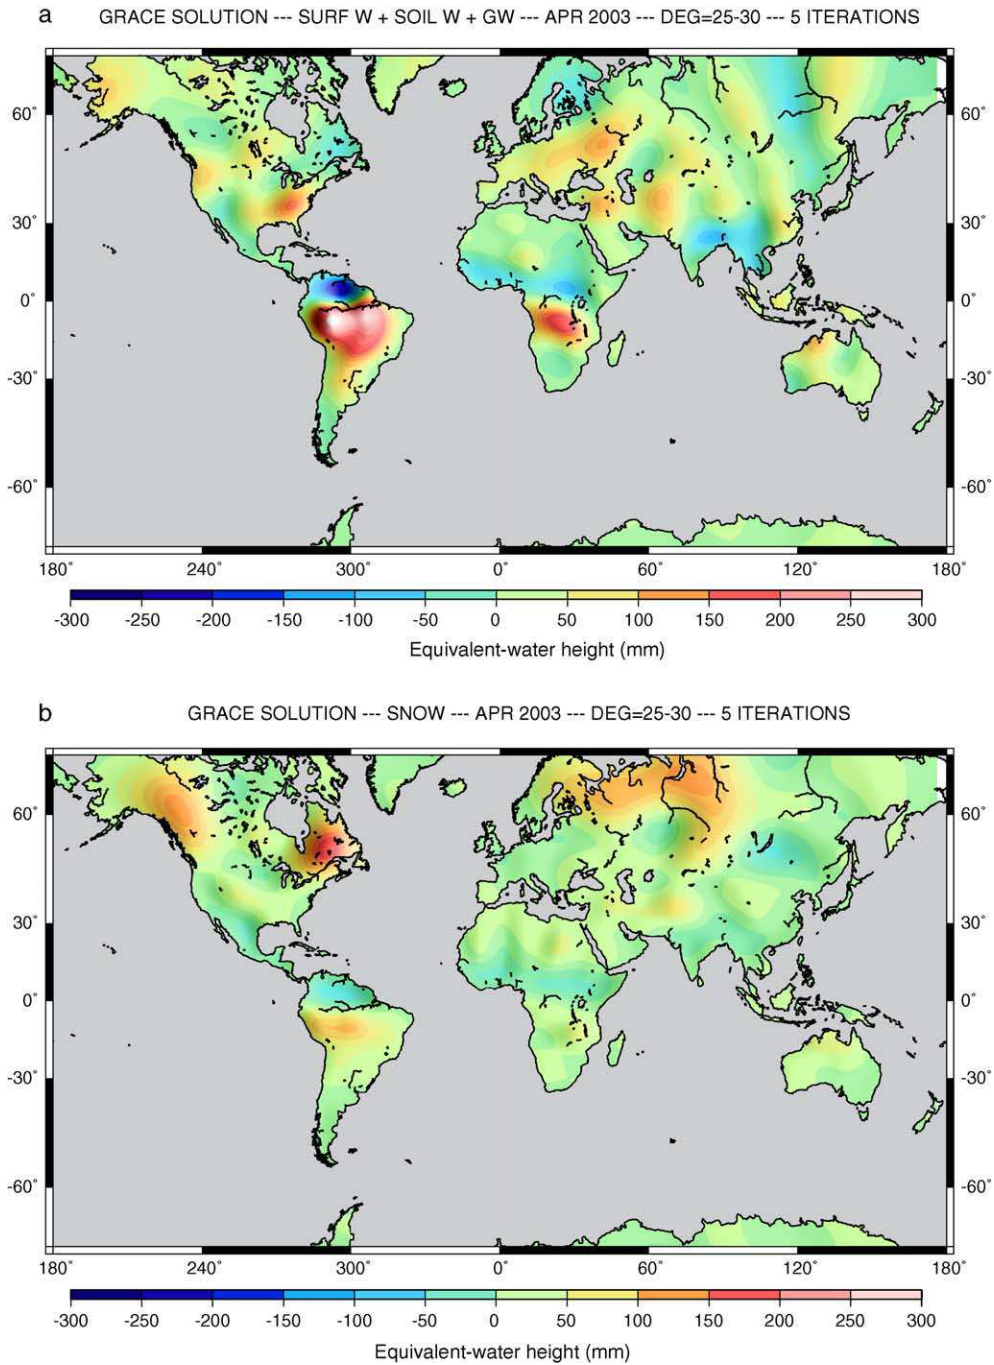 a
GRACE SOLUTION --- SURF W + SOIL W + GW --- APR 2003 --- DEG=25-30 --- 5 ITERATIONS
60˚ 60˚
30˚ 30˚
0˚ 0˚
-30˚ -30˚
-60˚ -60˚
180˚ 240˚ 300˚ 0˚ 60˚ 120˚ 180˚
-300 -250 -200 -150 -100 -50 0 50 100 150 200 250 300
Equivalent-water height (mm)
b
GRACE SOLUTION --- SNOW --- APR 2003 --- DEG=25-30 --- 5 ITERATIONS
60˚ 60˚
30˚ 30˚
0˚ 0˚
-30˚ -30˚
-60˚ -60˚
180˚ 240˚ 300˚ 0˚ 60˚ 120˚ 180˚
-300 -250 -200 -150 -100 -50 0 50 100 150 200 250 300
Equivalent-water height (mm)